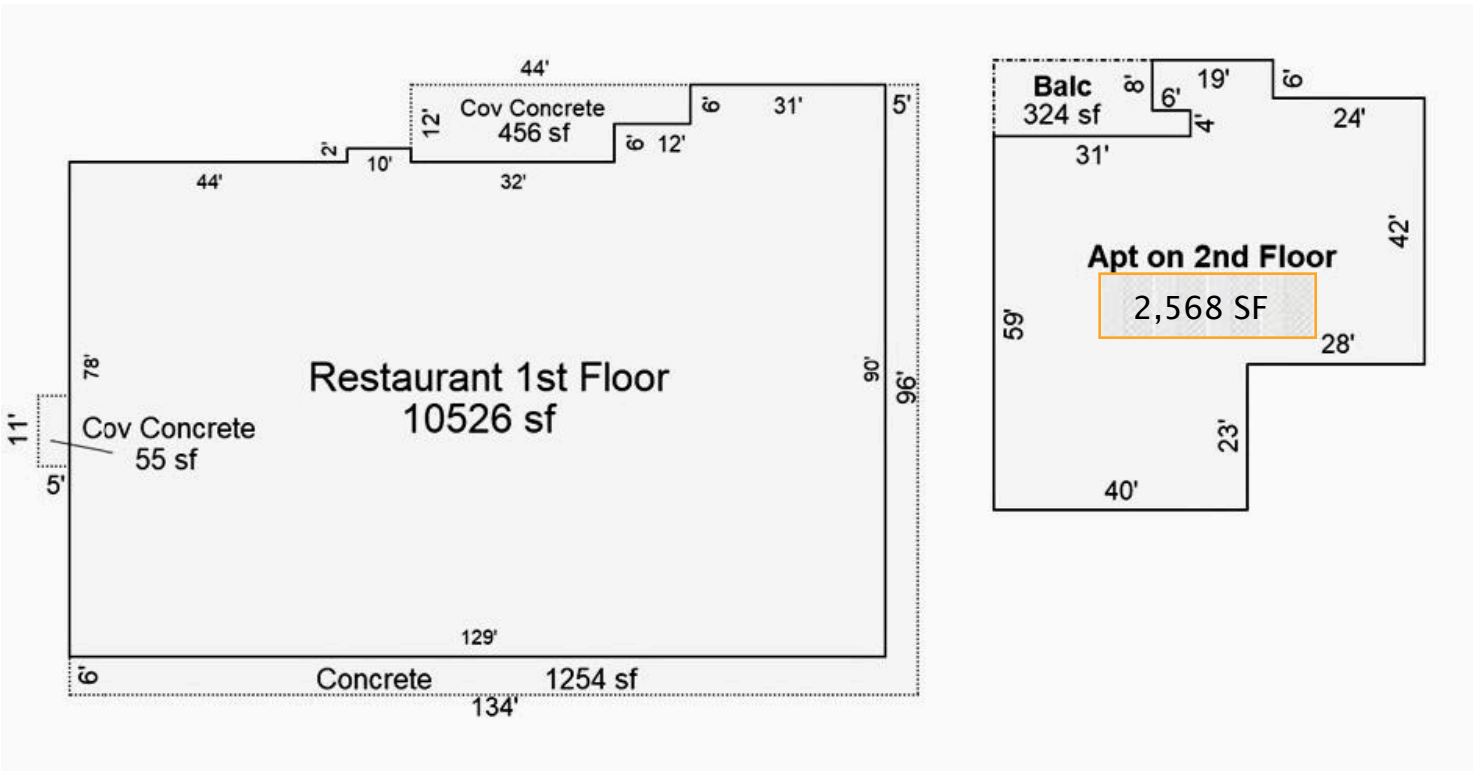 44'
Cov Concrete
456 sf
12'
6'
31'
5'
2'
10'
6'
12'
44'
32'
78'
Restaurant 1st Floor
10526 sf
90'
96'
11'
Cov Concrete
55 sf
5'
129'
6'
Concrete 1254 sf
134'
Balc
324 sf
8'
19'
6'
6'
4'
24'
31'
42'
Apt on 2nd Floor
2,568 SF
59'
28'
23'
40'